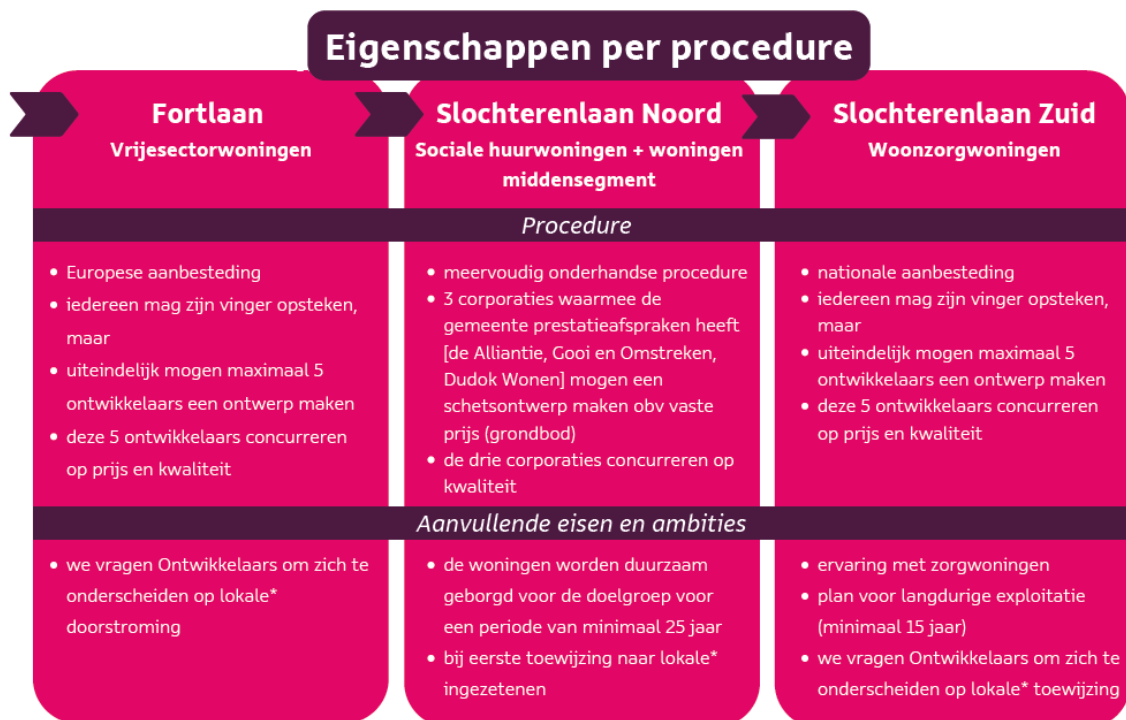 Eigenschappen per procedure
Fortlaan
Vrijesectorwoningen
Slochterenlaan Noord
Sociale huurwoningen + woningen
middensegment
Slochterenlaan Zuid
Woonzorgwoningen
Procedure
• Europese aanbesteding
• iedereen mag zijn vinger opsteken,
maar
• uiteindelijk mogen maximaal 5
ontwikkelaars een ontwerp maken
• deze 5 ontwikkelaars concurreren
op prijs en kwaliteit
• meervoudig onderhandse procedure
• 3 corporaties waarmee de
gemeente prestatieafspraken heeft
[de Alliantie, Gooi en Omstreken,
Dudok Wonen] mogen een
schetsontwerp maken obv vaste
prijs (grondbod)
• de drie corporaties concurreren op
kwaliteit
• nationale aanbesteding
• iedereen mag zijn vinger opsteken,
maar
• uiteindelijk mogen maximaal 5
ontwikkelaars een ontwerp maken
• deze 5 ontwikkelaars concurreren
op prijs en kwaliteit
Aanvullende eisen en ambities
• we vragen Ontwikkelaars om zich te
onderscheiden op lokale*
doorstroming
• de woningen worden duurzaam
geborgd voor de doelgroep voor
een periode van minimaal 25 jaar
• bij eerste toewijzing naar lokale*
ingezetenen
• ervaring met zorgwoningen
• plan voor langdurige exploitatie
(minimaal 15 jaar)
• we vragen Ontwikkelaars om zich te
onderscheiden op lokale* toewijzing